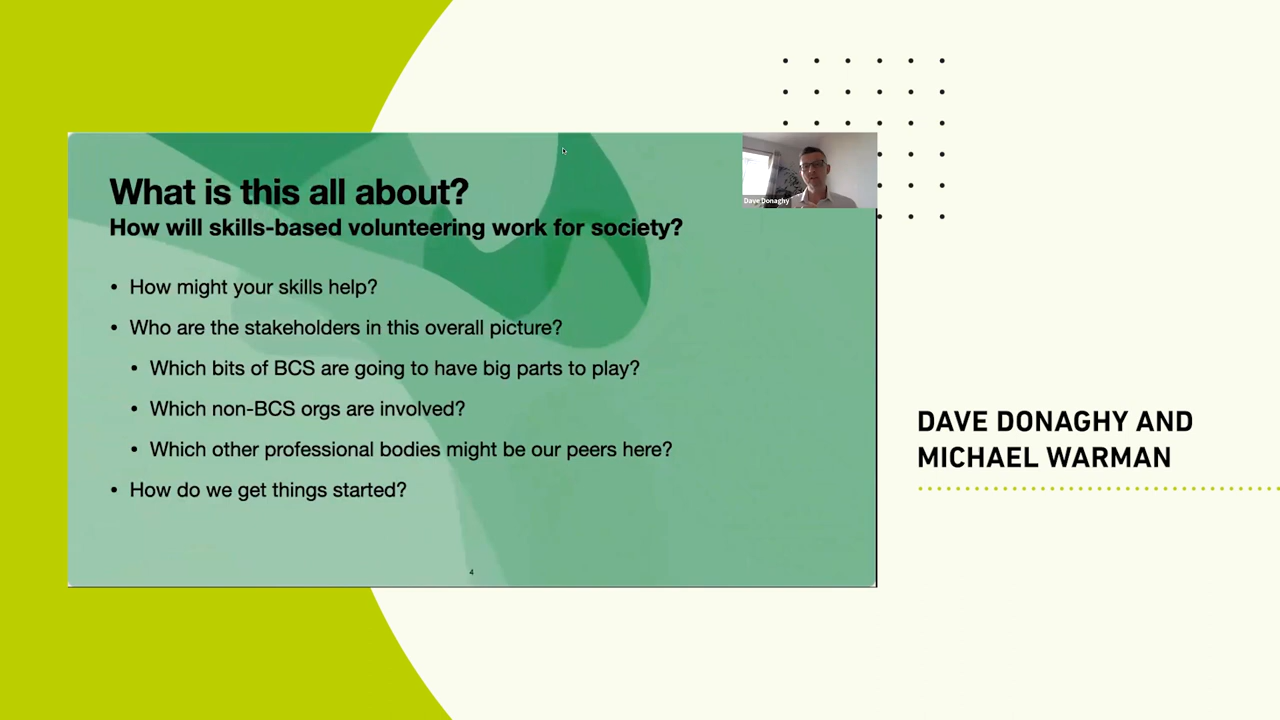 What is this all about?
How will skills-based volunteering work for society?
• How might your skills help?
• Who are the stakeholders in this overall picture?
• Which bits of BCS are going to have big parts to play?
• Which non-BCS orgs are involved?
• Which other professional bodies might be our peers here?
• How do we get things started?
4
Dave Donaghy
DAVE DONAGHY AND
MICHAEL WARMAN